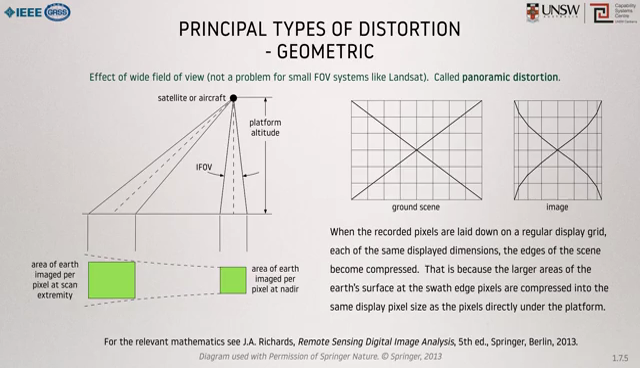 IEEE GRSS
UNSW
AUSTRALIA
Capability
Systems
Centre
UNSW Canberra
PRINCIPAL TYPES OF DISTORTION
- GEOMETRIC
Effect of wide field of view (not a problem for small FOV systems like Landsat). Called panoramic distortion.
satellite or aircraft
platform
altitude
IFOV
ground scene
image
area of earth
imaged per
pixel at scan
extremity
area of earth
imaged per
pixel at nadir
When the recorded pixels are laid down on a regular display grid,
each of the same displayed dimensions, the edges of the scene
become compressed. That is because the larger areas of the
earth's surface at the swath edge pixels are compressed into the
same display pixel size as the pixels directly under the platform.
For the relevant mathematics see J.A. Richards, Remote Sensing Digital Image Analysis, 5th ed., Springer, Berlin, 2013.
Diagram used with Permission of Springer Nature. © Springer, 2013
1.7.5